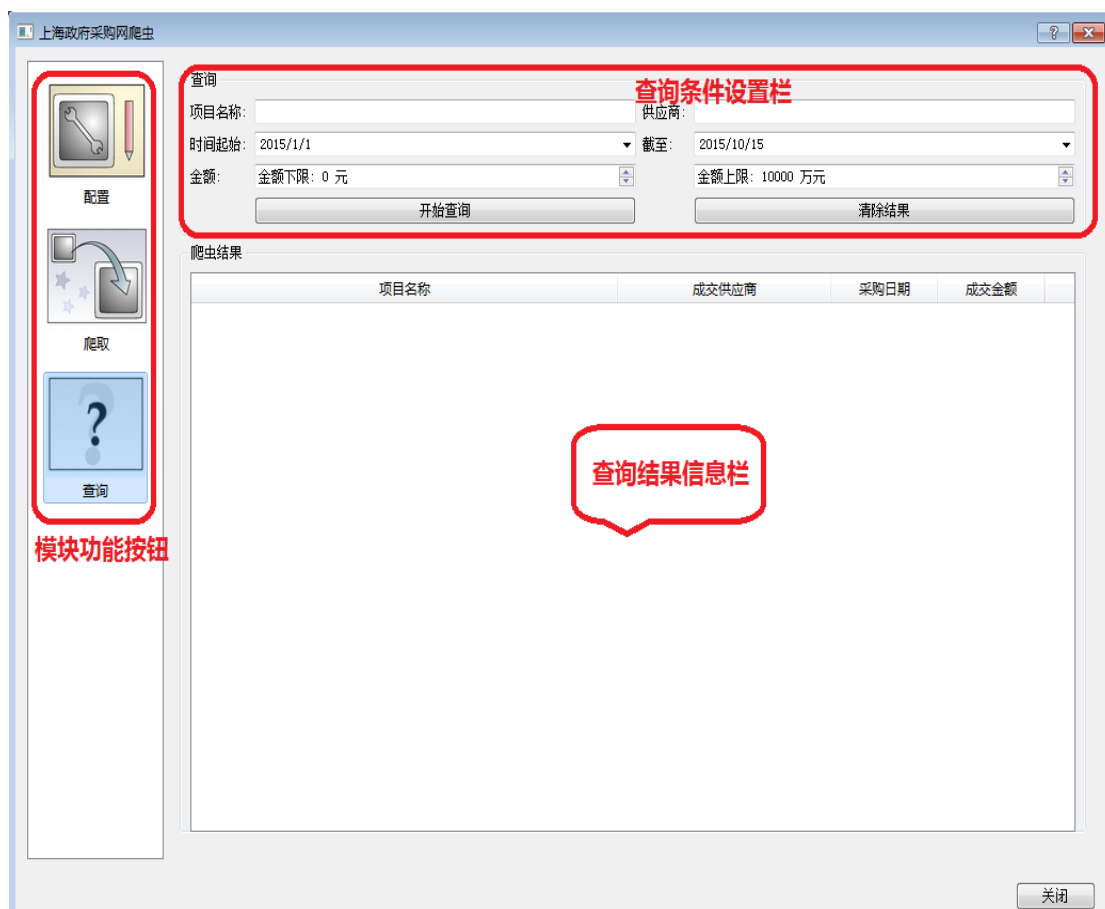 上海政府采购网爬虫
配置
爬取
查询
模块功能按钮
查询
查询条件设置栏
项目名称:
供应商:
时间起始: 2015/1/1
截至: 2015/10/15
金额: 金额下限: 0 元
金额上限: 10000 万元
开始查询
清除结果
爬虫结果
项目名称 成交供应商 采购日期 成交金额
查询结果信息栏
关闭